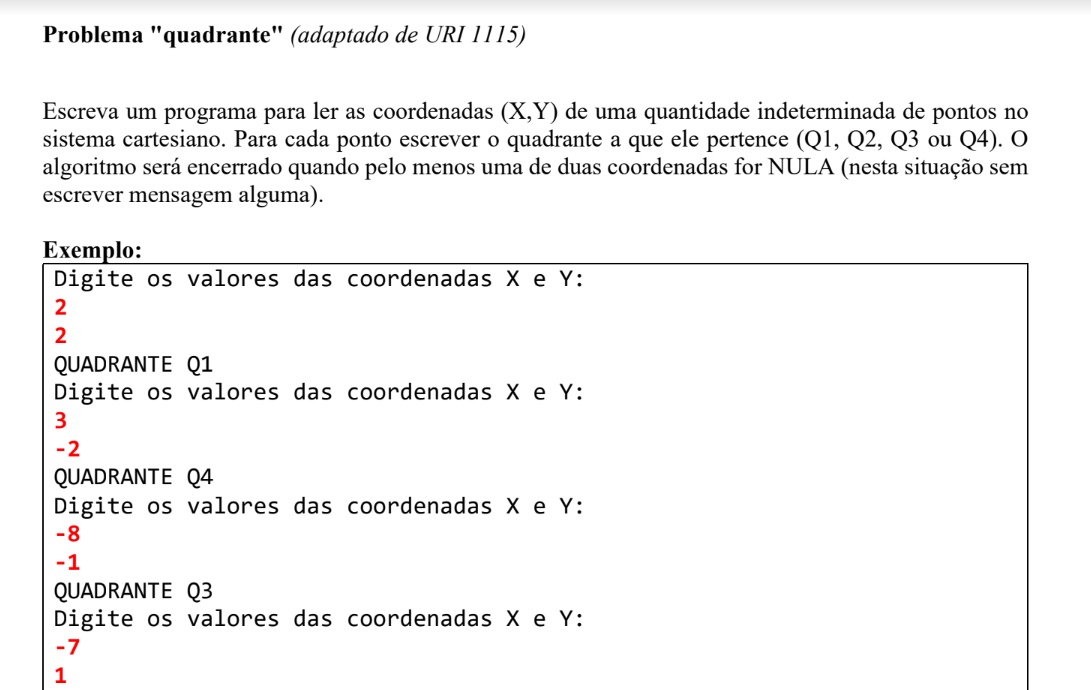 Problema "quadrante" (adaptado de URI 1115)
Escreva um programa para ler as coordenadas (X,Y) de uma quantidade indeterminada de pontos no
sistema cartesiano. Para cada ponto escrever o quadrante a que ele pertence (Q1, Q2, Q3 ou Q4). O
algoritmo será encerrado quando pelo menos uma de duas coordenadas for NULA (nesta situação sem
escrever mensagem alguma).
Exemplo:
Digite os valores das coordenadas X e Y:
2
2
QUADRANTE Q1
Digite os valores das coordenadas X e Y:
3
-2
QUADRANTE Q4
Digite os valores das coordenadas X e Y:
-8
-1
QUADRANTE Q3
Digite os valores das coordenadas X e Y:
-7
1